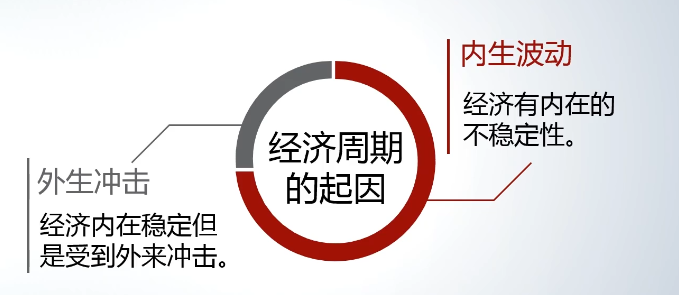 内生波动
经济有内在的
不稳定性。
经济周期
的起因
外生冲击
经济内在稳定但
是受到外来冲击。